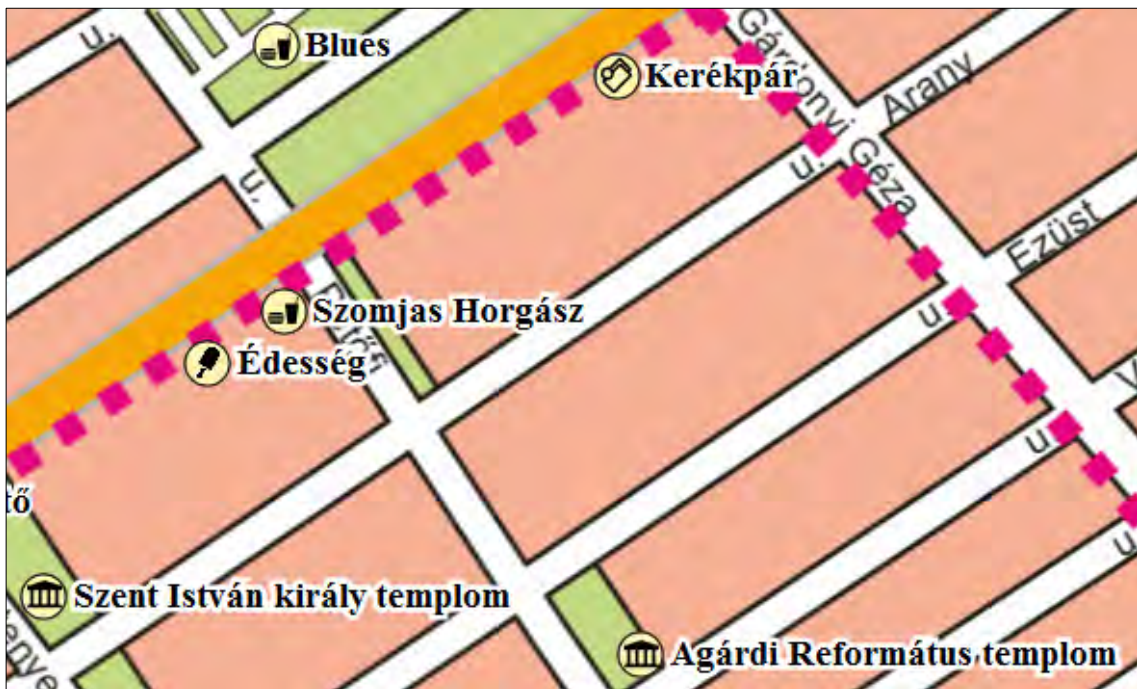 u.
Blues
Kerékpár
Gárdonyi Géza
Arany
u.
u.
Ezüst
Szomjas Horgász
Édesség
u
u
tő
Szent István király templom
u
Agárdi Református templom